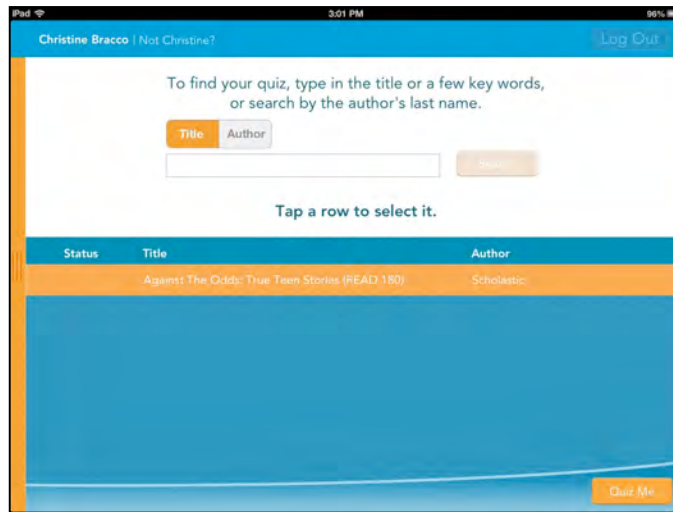 iPad 3:01 PM 96%
Christine Bracco | Not Christine? Log Out
To find your quiz, type in the title or a few key words,
or search by the author's last name.
Title Author
Tap a row to select it.
Status Title Author
Against The Odds: True Teen Stories (READ 180) Scholastic
Quiz Me